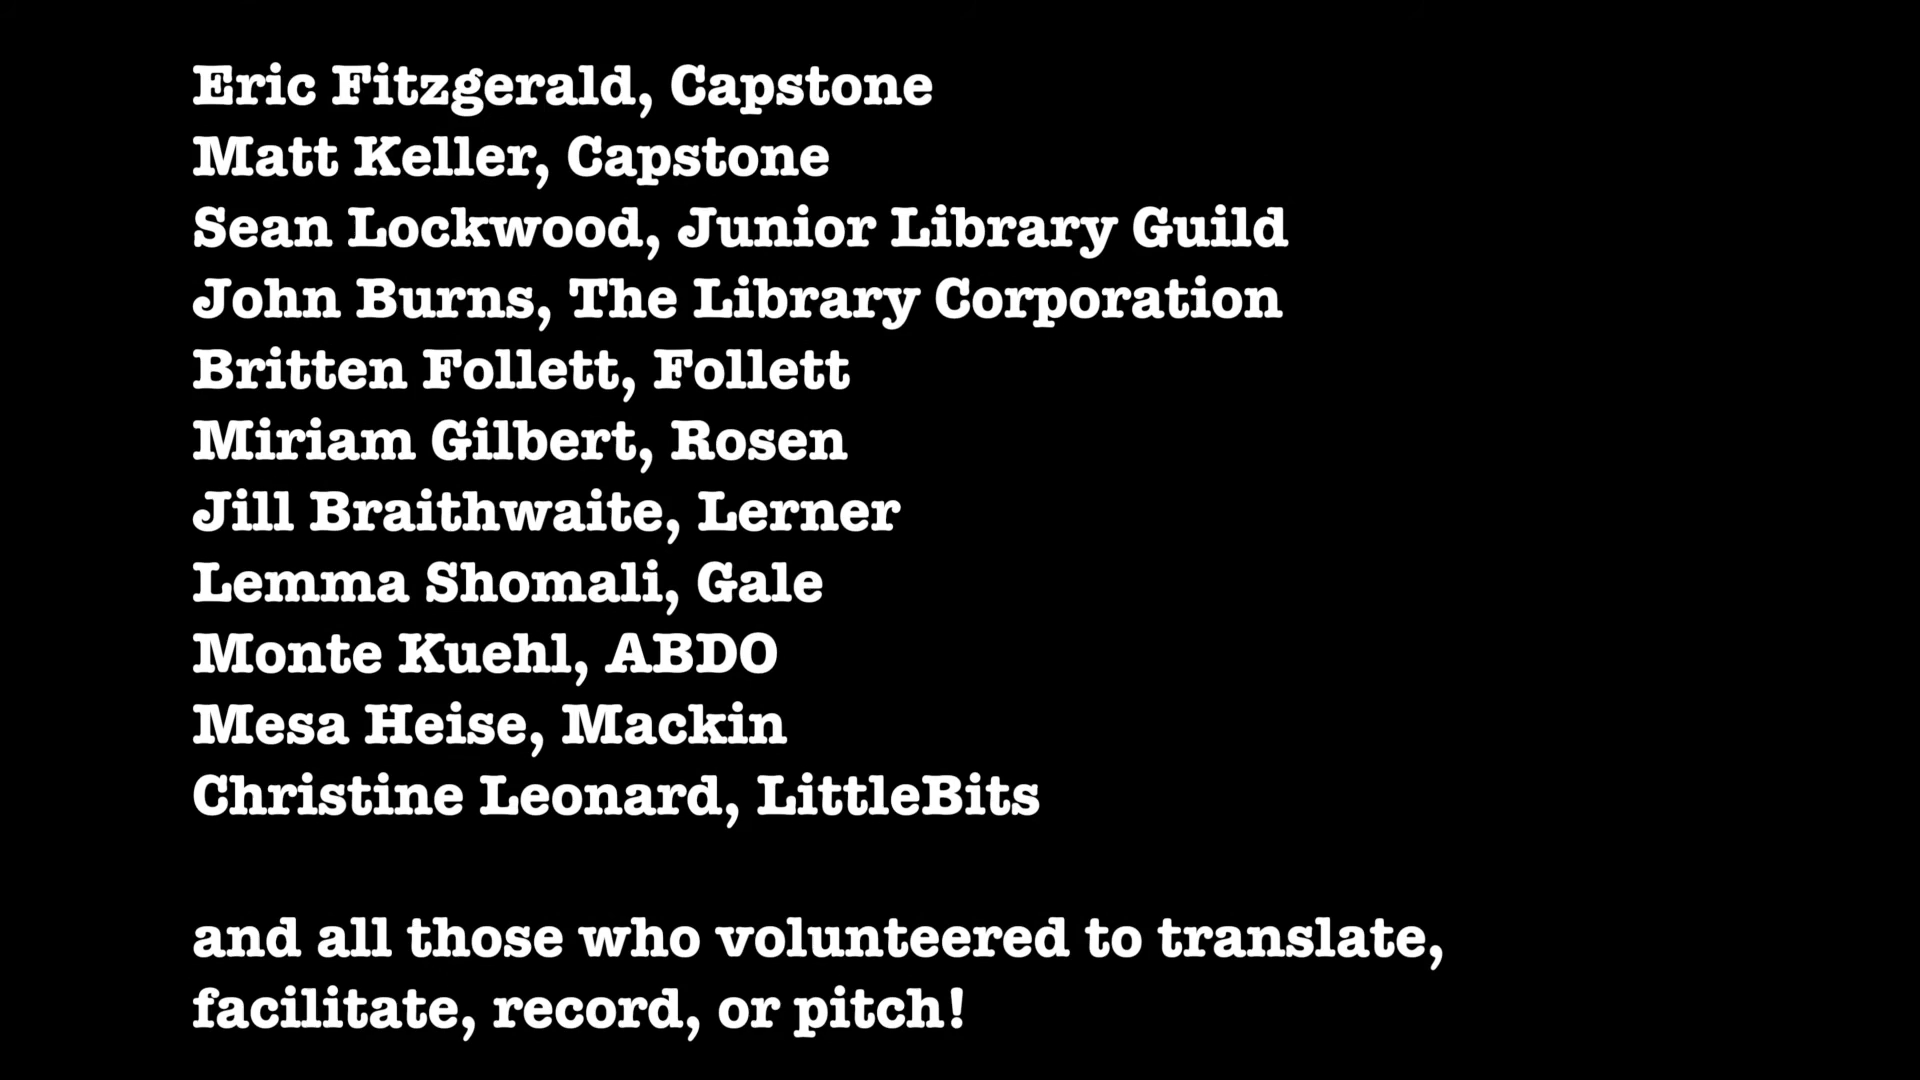 Eric Fitzgerald, Capstone
Matt Keller, Capstone
Sean Lockwood, Junior Library Guild
John Burns, The Library Corporation
Britten Follett, Follett
Miriam Gilbert, Rosen
Jill Braithwaite, Lerner
Lemma Shomali, Gale
Monte Kuehl, ABDO
Mesa Heise, Mackin
Christine Leonard, LittleBits
and all those who volunteered to translate,
facilitate, record, or pitch!